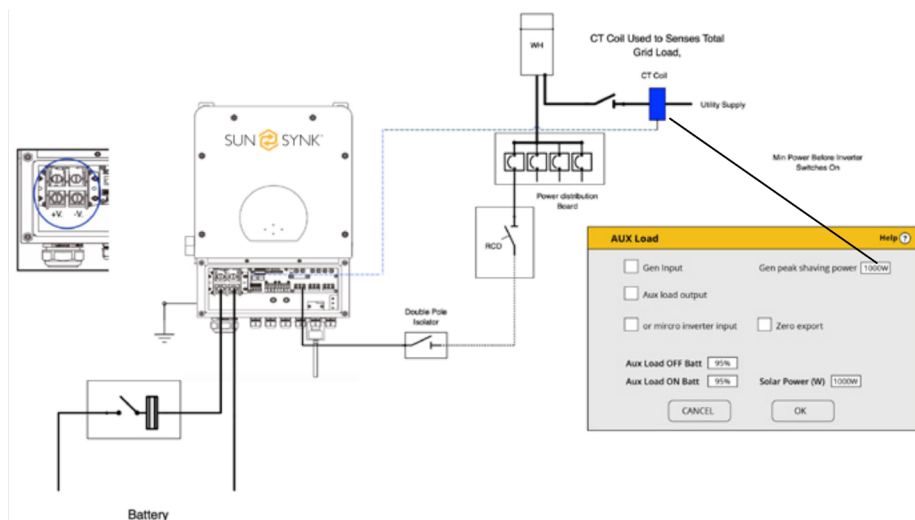 WH
CT Coil Used to Senses Total
Grid Load,
CT Coil
Utility Supply
SUN SYNK
+V. -V.
Min Power Before Inverter
Switches On
Power distribution
Board
RCD
Double Pole
Isolator
Battery
AUX Load Help ?
Gen Input Gen peak shaving power 1000W
Aux load output
or mircro inverter input Zero export
Aux Load OFF Batt 95%
Aux Load ON Batt 95% Solar Power (W) 1000W
CANCEL OK